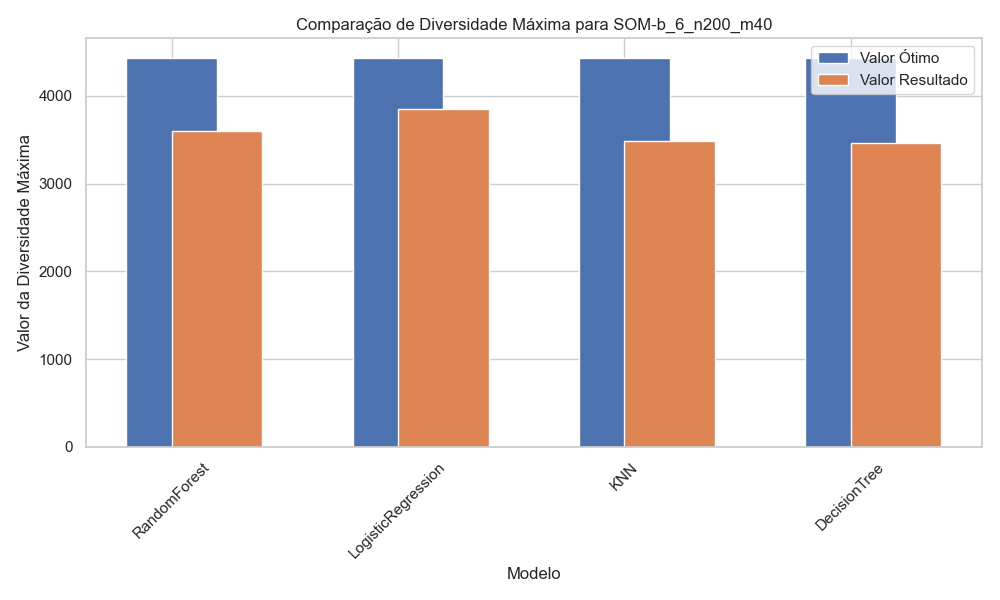 Comparação de Diversidade Máxima para SOM-b_6_n200_m40
Valor Ótimo
Valor Resultado
Valor da Diversidade Máxima
4000
3000
2000
1000
0
RandomForest
LogisticRegression
KNN
DecisionTree
Modelo